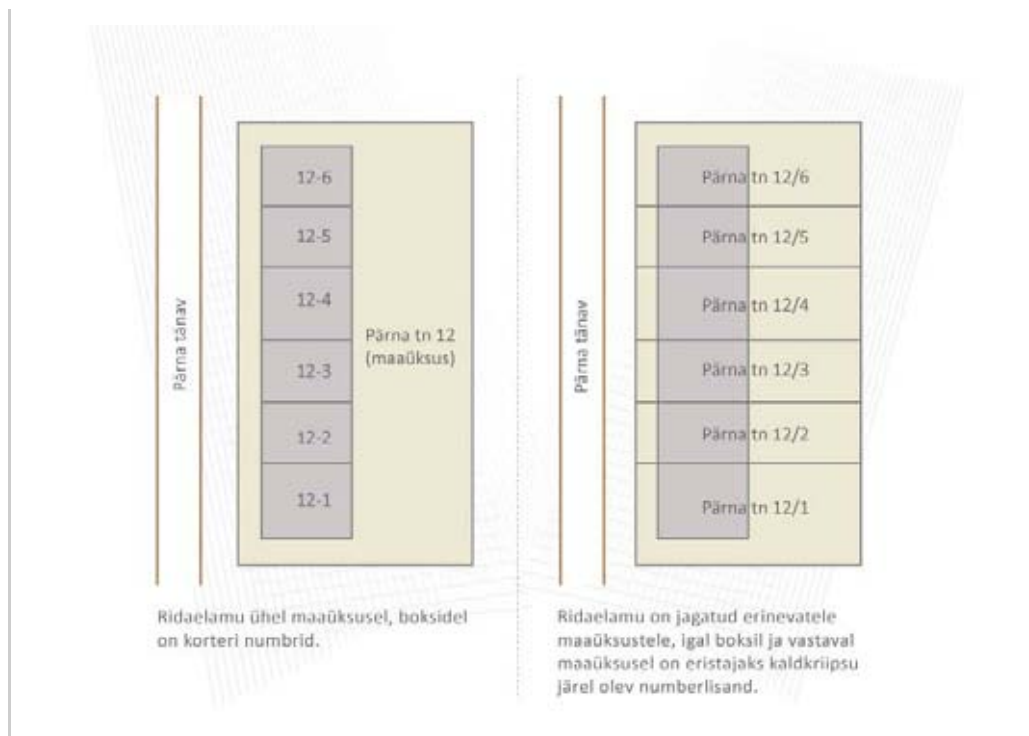 Pärna tänav
12-6
12-5
12-4
12-3
12-2
12-1
Pärna tn 12
(maaüksus)
Ridaelamu ühel maaüksusel, boksidel
on korteri numbrid.
Pärna tänav
Pärna tn 12/6
Pärna tn 12/5
Pärna tn 12/4
Pärna tn 12/3
Pärna tn 12/2
Pärna tn 12/1
Ridaelamu on jagatud erinevatele
maaüksustele, igal boksil ja vastaval
maaüksusel on eristajaks kaldkriipsu
järel olev numberlisand.